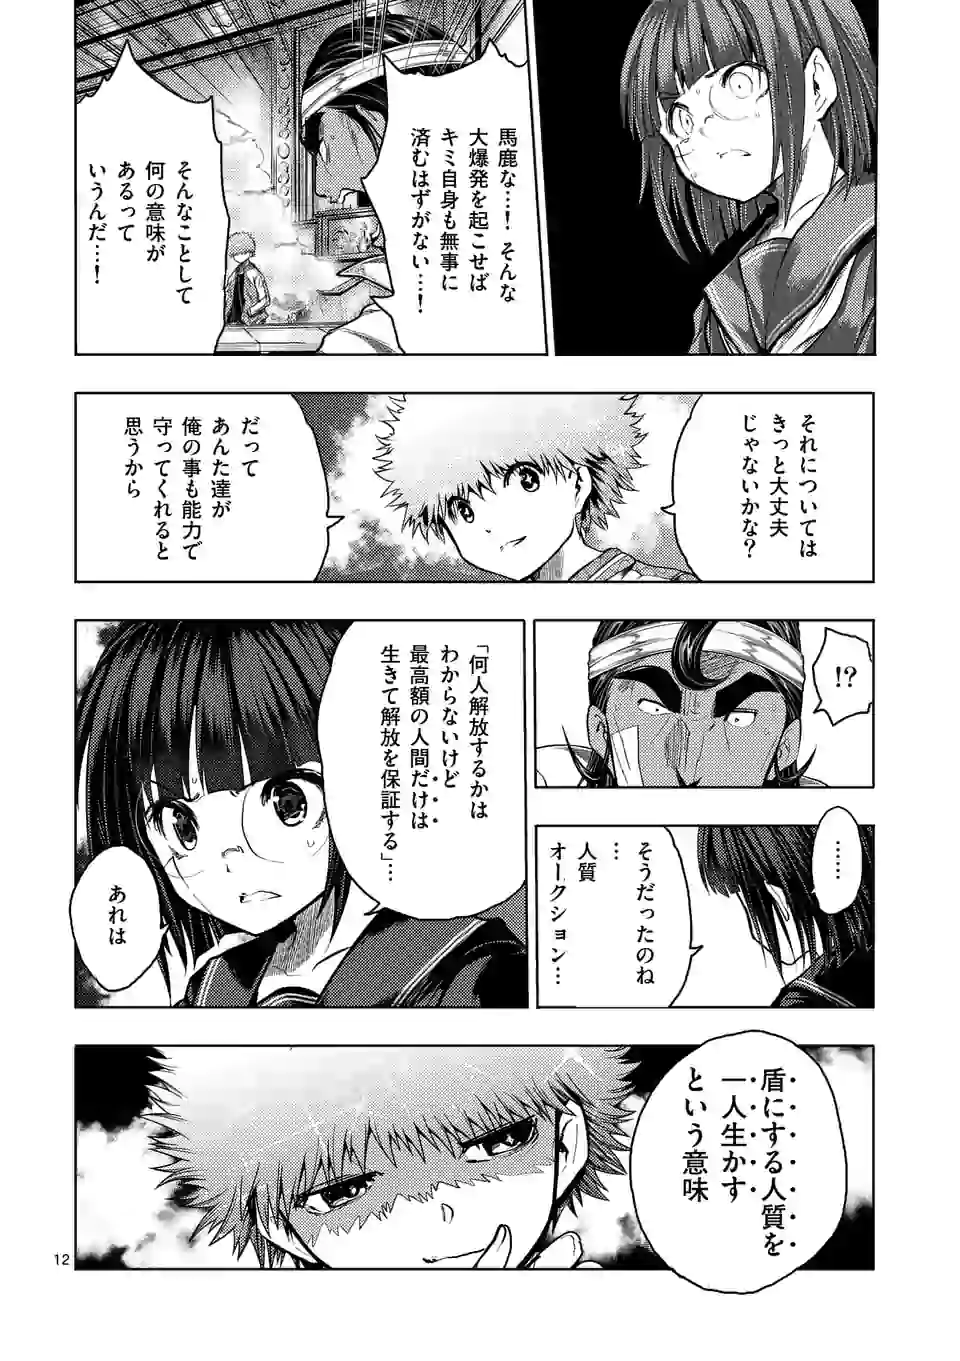 馬鹿な…！そんな
大爆発を起こせば
キミ自身も無事に
済むはずがない…！
そんなことして
何の意味が
あるって
いうんだ…！
それについては
きっと大丈夫
じゃないかな？
だって
あんた達が
俺の事も能力で
守ってくれると
思うから
！？
……
そうだったのね
…
人質
オークション…
「何人解放するかは
わからないけど
最高額の人間だけは
生きて解放を保証する」…
あれは
盾にする人質を
一人生かす
という意味
12